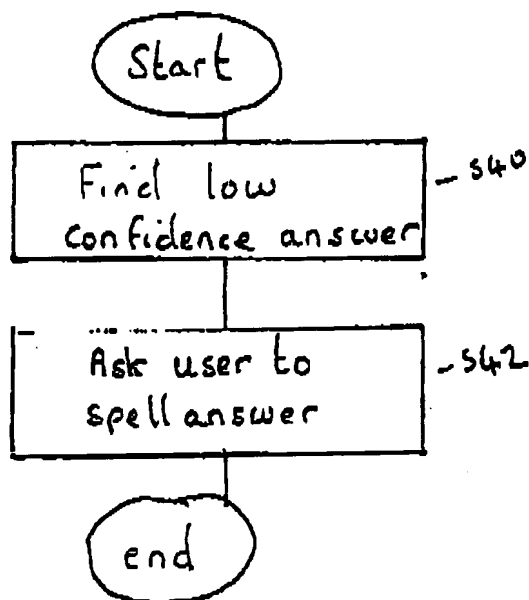 Start
Find low
confidence answer
S40
Ask user to
spell answer
S42
end